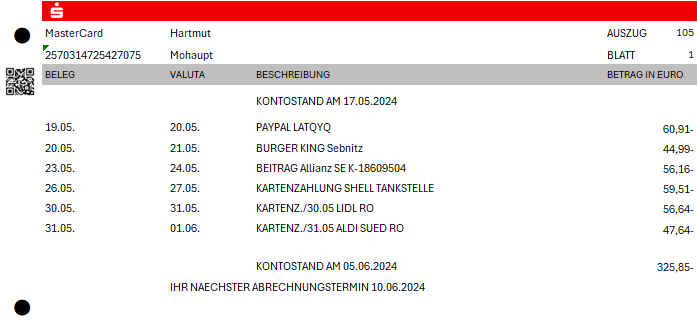 MasterCard Hartmut AUSZUG 105
2570314725427075 Mohaupt BLATT 1
BELEG VALUTA BESCHREIBUNG BETRAG IN EURO
KONTOSTAND AM 17.05.2024
19.05. 20.05. PAYPAL LATQYQ 60,91-
20.05. 21.05. BURGER KING Sebnitz 44,99-
23.05. 24.05. BEITRAG Allianz SE K-18609504 56,16-
26.05. 27.05. KARTENZAHLUNG SHELL TANKSTELLE 59,51-
30.05. 31.05. KARTENZ./30.05 LIDL RO 56,64-
31.05. 01.06. KARTENZ./31.05 ALDI SUED RO 47,64-
KONTOSTAND AM 05.06.2024 325,85-
IHR NAECHSTER ABRECHNUNGSTERMIN 10.06.2024